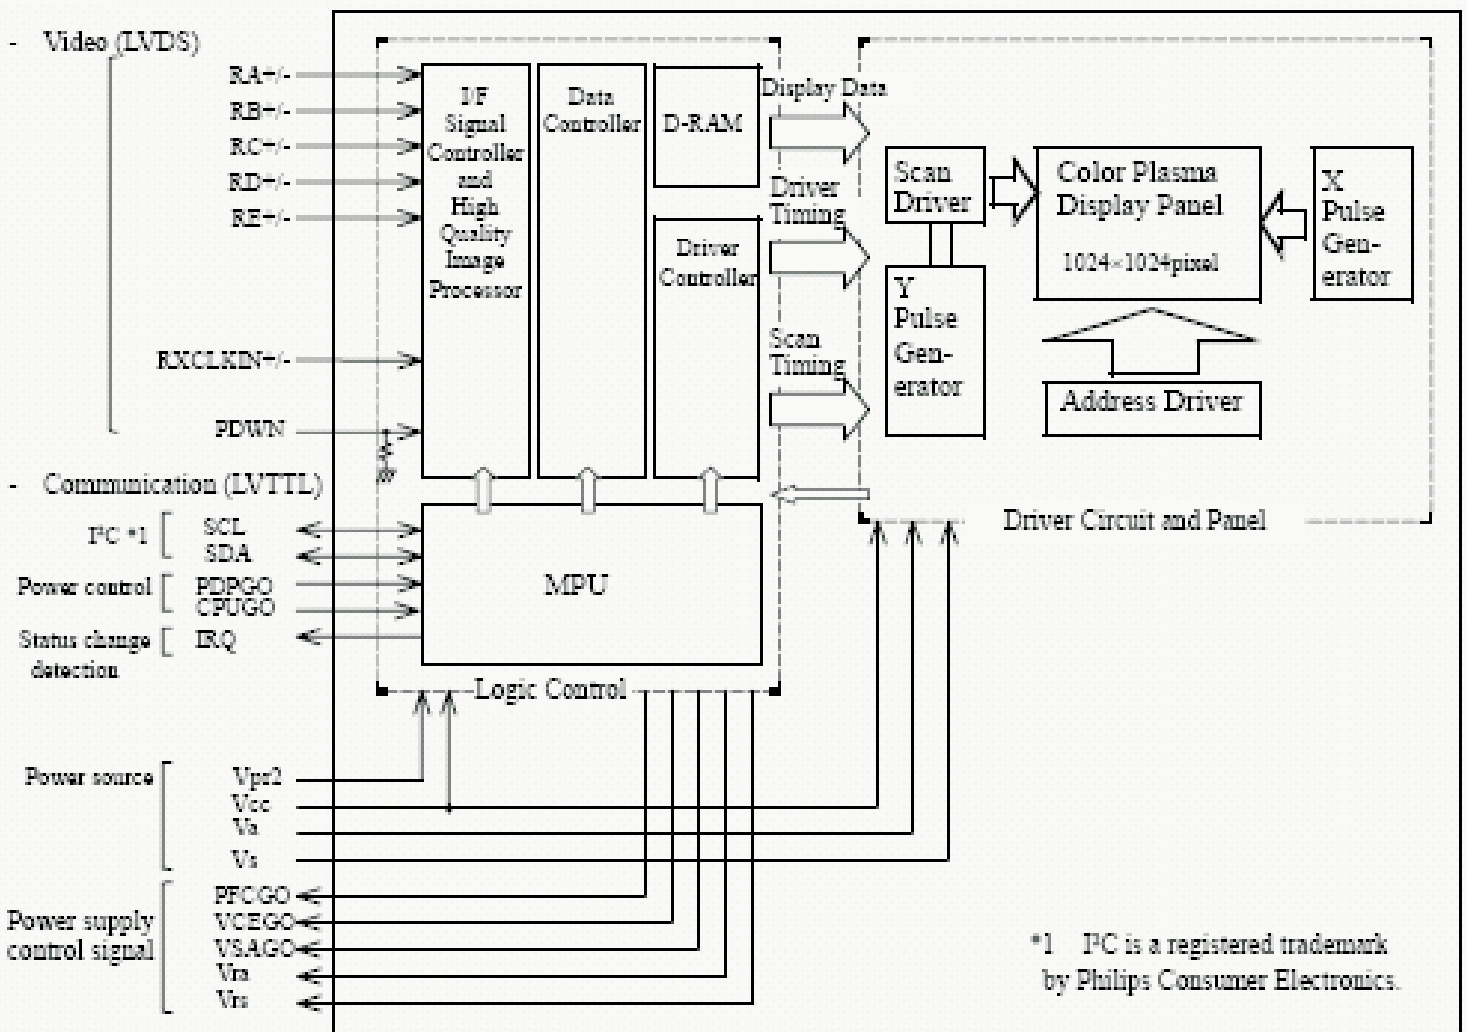 - Video (LVDS)
RA+/-
RB+/-
RC+/-
RD+/-
RE+/-
RXCLKIN+/-
PDWN
- Communication (LVTTL)
I²C *1
SCL
SDA
Power control
PDPGO
CPUGO
Status change
detection
IRQ
Power source
Vpr2
Vcc
Va
Vs
Power supply
control signal
PFCGO
VCEGO
VSAGO
Vra
Vrs
I/F
Signal
Controller
and
High
Quality
Image
Processor
Data
Controller
D-RAM
Driver
Controller
MPU
Logic Control
Display Data
Driver
Timing
Scan
Timing
Scan
Driver
Y
Pulse
Gen-
erator
Color Plasma
Display Panel
1024×1024pixel
X
Pulse
Gen-
erator
Address Driver
Driver Circuit and Panel
*1 I²C is a registered trademark
by Philips Consumer Electronics.